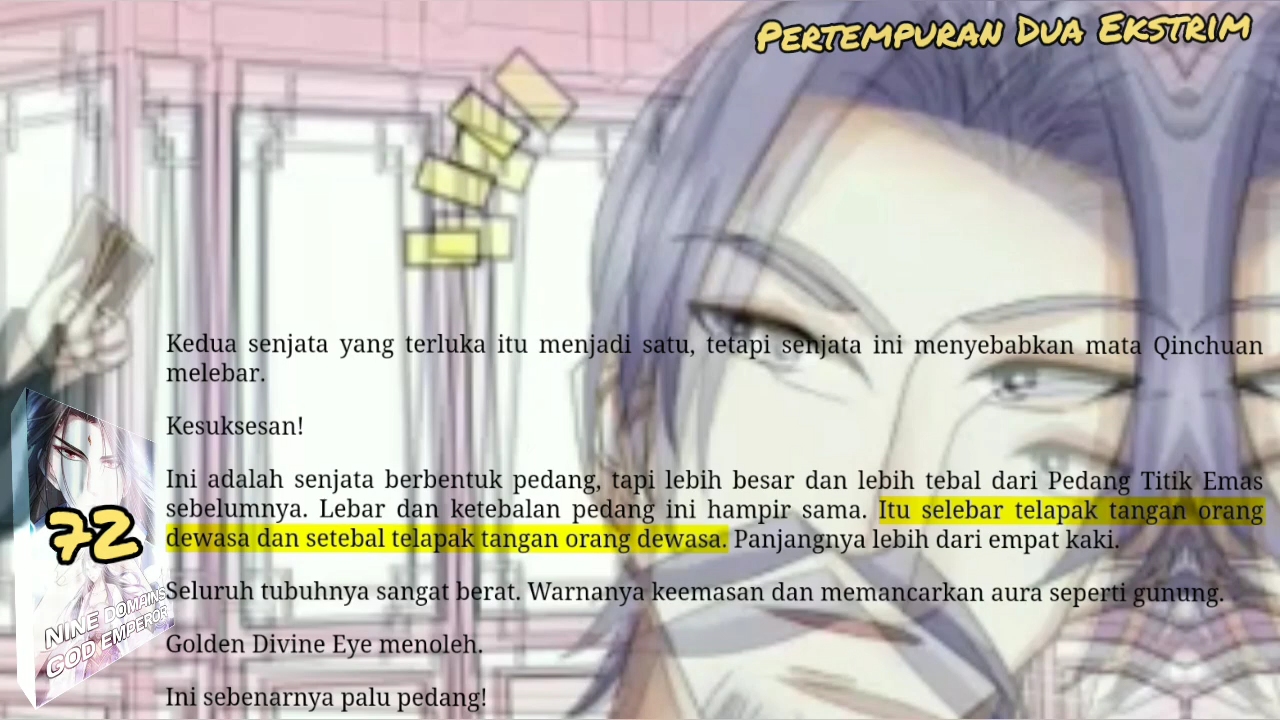 Pertempuran Dua Ekstrim
Kedua senjata yang terluka itu menjadi satu, tetapi senjata ini menyebabkan mata Qinchuan
melebar.
Kesuksesan!
Ini adalah senjata berbentuk pedang, tapi lebih besar dan lebih tebal dari Pedang Titik Emas
sebelumnya. Lebar dan ketebalan pedang ini hampir sama. Itu selebar telapak tangan orang
dewasa dan setebal telapak tangan orang dewasa. Panjangnya lebih dari empat kaki.
Seluruh tubuhnya sangat berat. Warnanya keemasan dan memancarkan aura seperti gunung.
Golden Divine Eye menoleh.
Ini sebenarnya palu pedang!
72
NINE DOMAINS
GOD EMPEROR